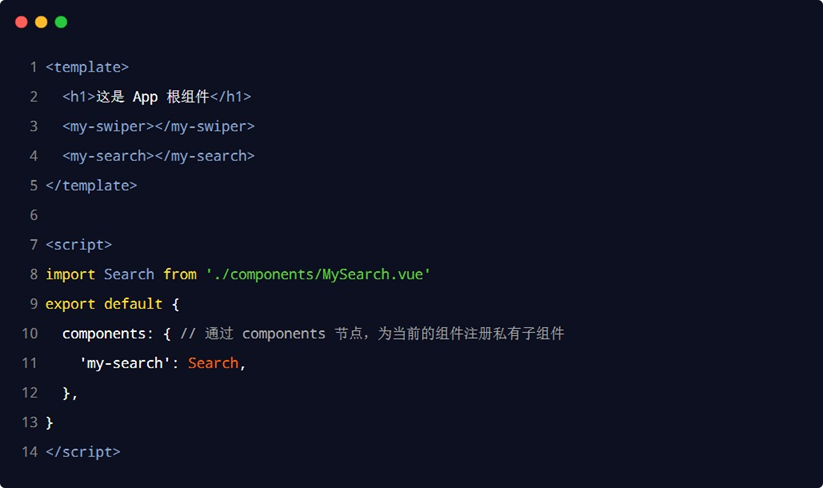 1 <template>
2   <h1>这是 App 根组件</h1>
3   <my-swiper></my-swiper>
4   <my-search></my-search>
5 </template>
6
7 <script>
8 import Search from './components/MySearch.vue'
9 export default {
10   components: { // 通过 components 节点，为当前的组件注册私有子组件
11     'my-search': Search,
12   },
13 }
14 </script>